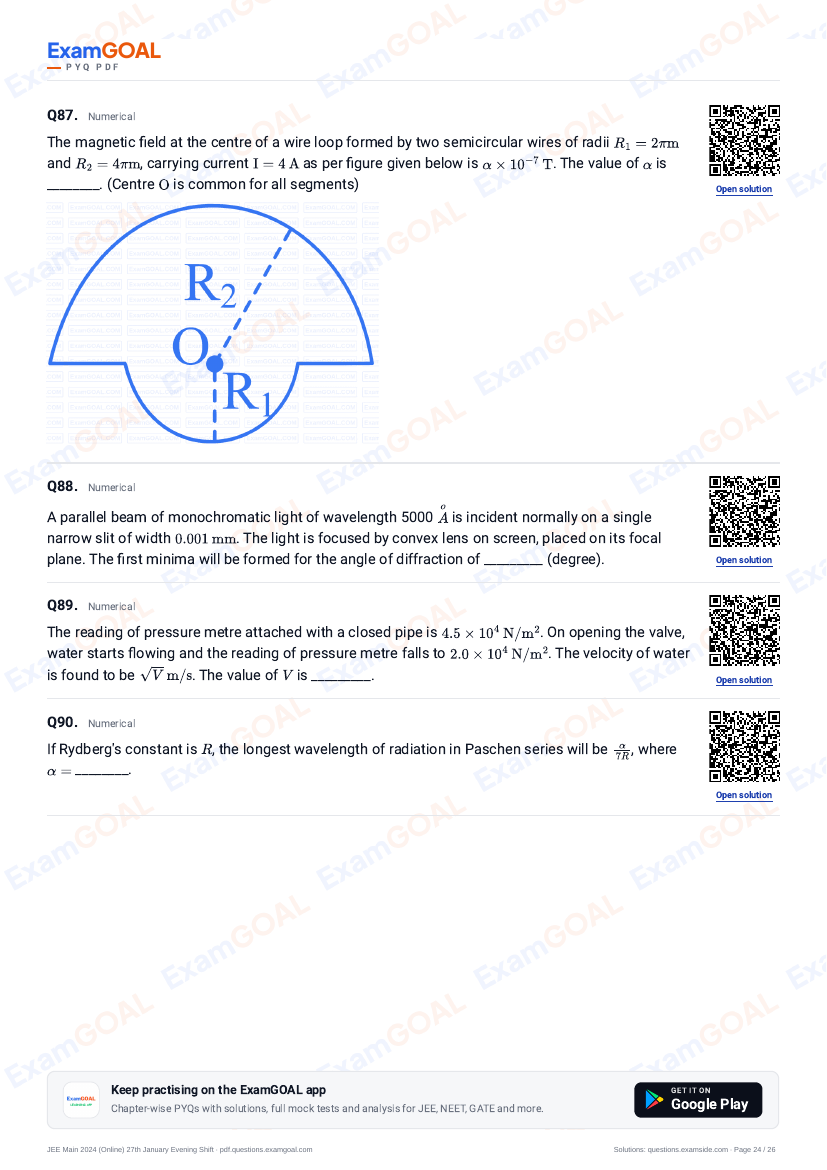 ExamGOAL
PYQ PDF
Q87. Numerical
The magnetic field at the centre of a wire loop formed by two semicircular wires of radii R₁ = 2πm
and R₂ = 4πm, carrying current I = 4 A as per figure given below is α × 10⁻⁷ T. The value of α is
________. (Centre O is common for all segments)
Open solution
R₂
O
R₁
Q88. Numerical
A parallel beam of monochromatic light of wavelength 5000 Å is incident normally on a single
narrow slit of width 0.001 mm. The light is focused by convex lens on screen, placed on its focal
plane. The first minima will be formed for the angle of diffraction of _________ (degree).
Open solution
Q89. Numerical
The reading of pressure metre attached with a closed pipe is 4.5 × 10⁴ N/m². On opening the valve,
water starts flowing and the reading of pressure metre falls to 2.0 × 10⁴ N/m². The velocity of water
is found to be √V m/s. The value of V is _________.
Open solution
Q90. Numerical
If Rydberg's constant is R, the longest wavelength of radiation in Paschen series will be α/7R, where
α = ________.
Open solution
ExamGOAL
Keep practising on the ExamGOAL app
Chapter-wise PYQs with solutions, full mock tests and analysis for JEE, NEET, GATE and more.
GET IT ON
Google Play
JEE Main 2024 (Online) 27th January Evening Shift · pdf.questions.examgoal.com
Solutions: questions.examside.com · Page 24 / 26